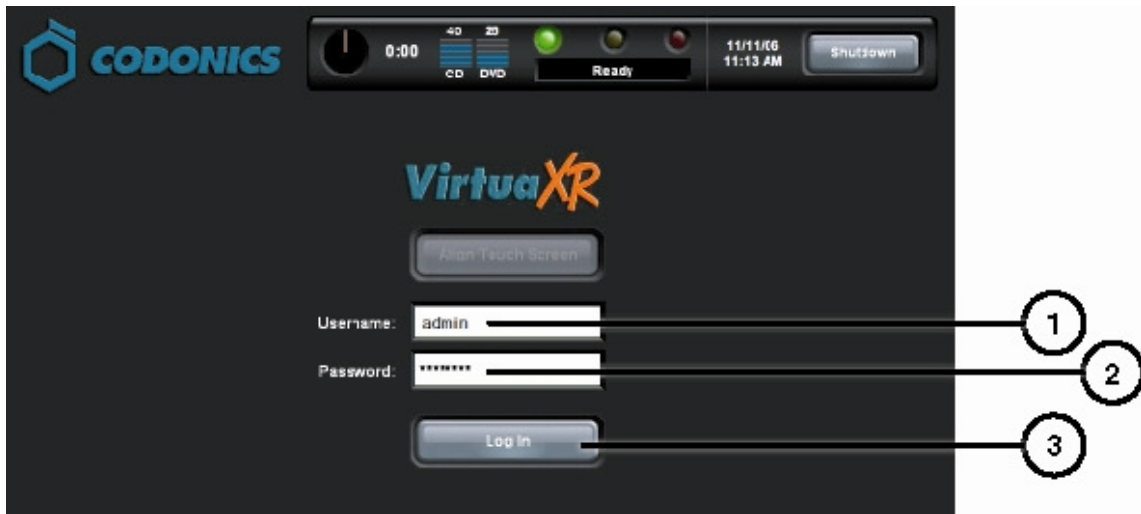 CODONICS
0:00
40 25
CD DVD
Ready
11/11/06
11:13 AM
Shutdown
VirtuaXR
Align Touch Screen
Username: admin
1
Password: ********
2
Log In
3